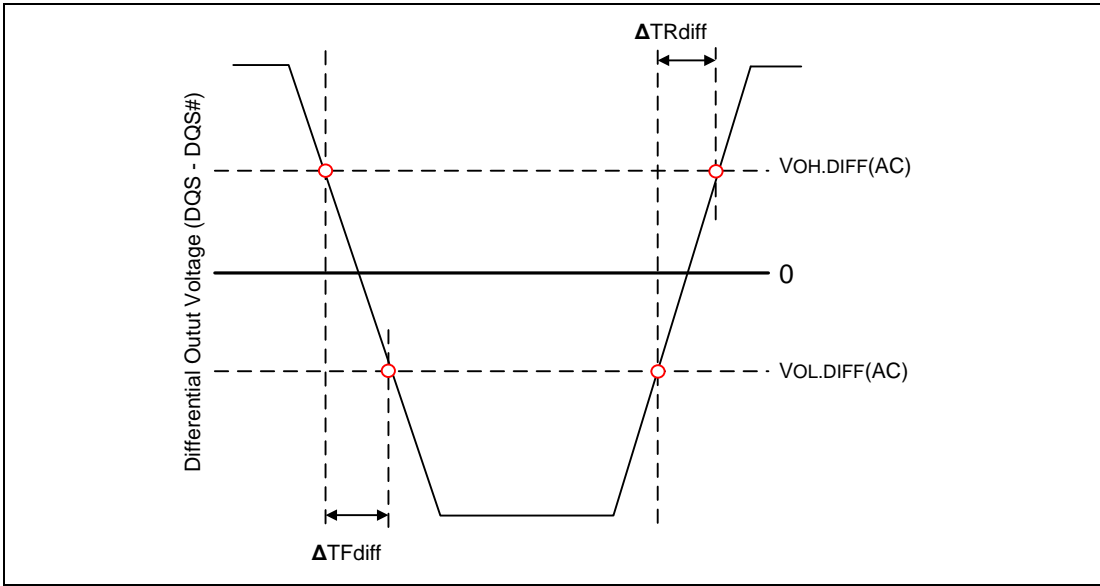 ΔTRdiff
Differential Outut Voltage (DQS - DQS#)
VOH.DIFF(AC)
0
VOL.DIFF(AC)
ΔTFdiff